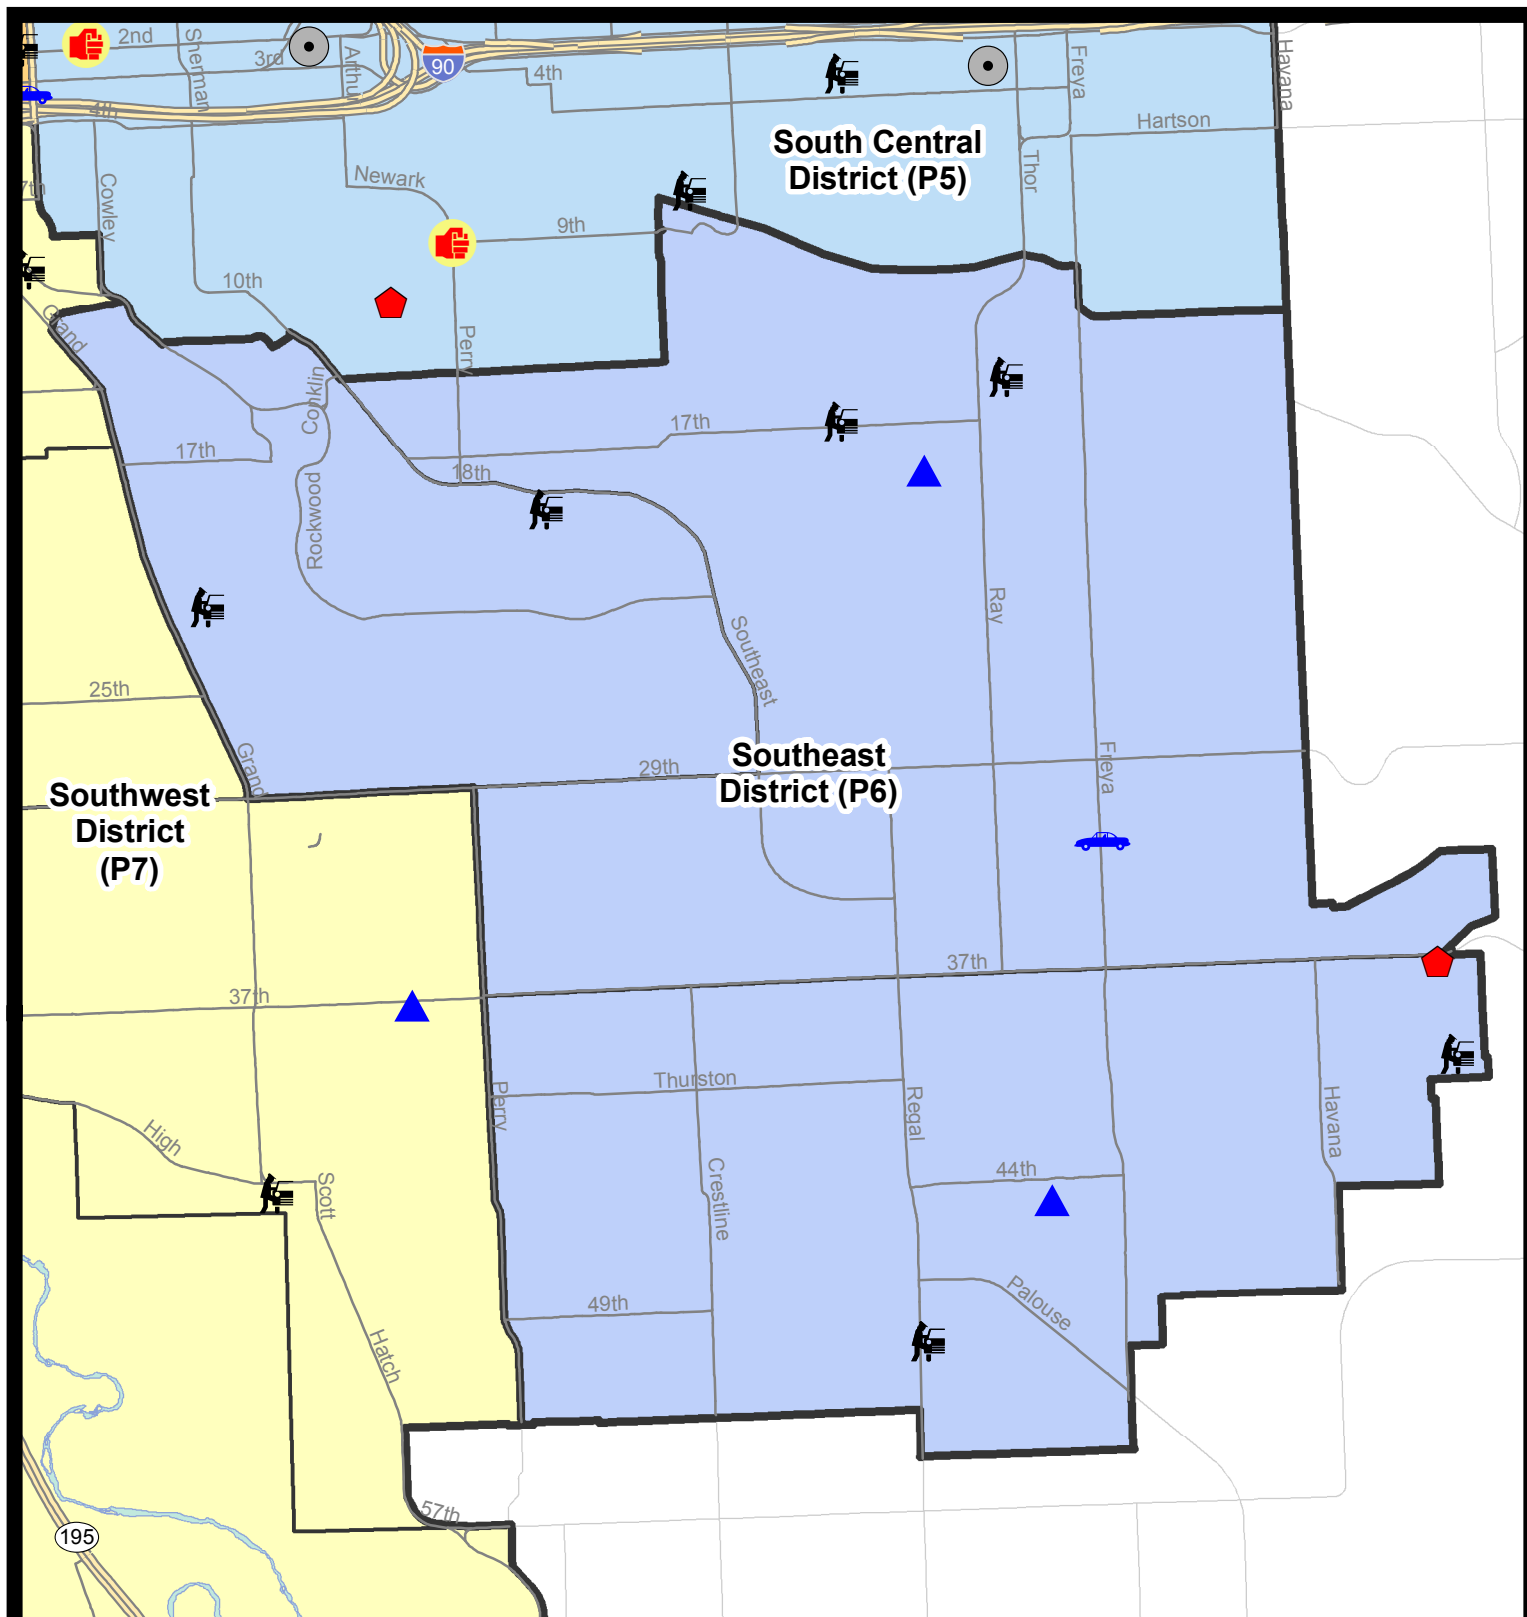 2nd
Sherman
3rd
Arthur
90
4th
Freya
Havana
4th
Hartson
South Central
District (P5)
Thor
Newark
7th
Cowley
9th
10th
Grand
Perry
Conklin
17th
17th
18th
Rockwood
Ray
Southeast
25th
Grand
29th
Southeast
District (P6)
Freya
Southwest
District
(P7)
37th
37th
Thurston
Perry
Regal
Havana
High
Scott
Crestline
44th
Palouse
49th
Hatch
57th
195